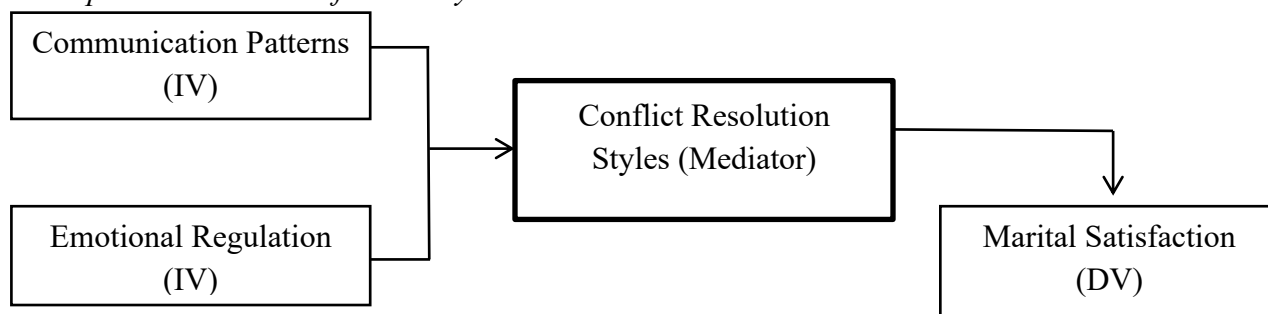 Communication Patterns
(IV)
Conflict Resolution
Styles (Mediator)
Emotional Regulation
(IV)
Marital Satisfaction
(DV)